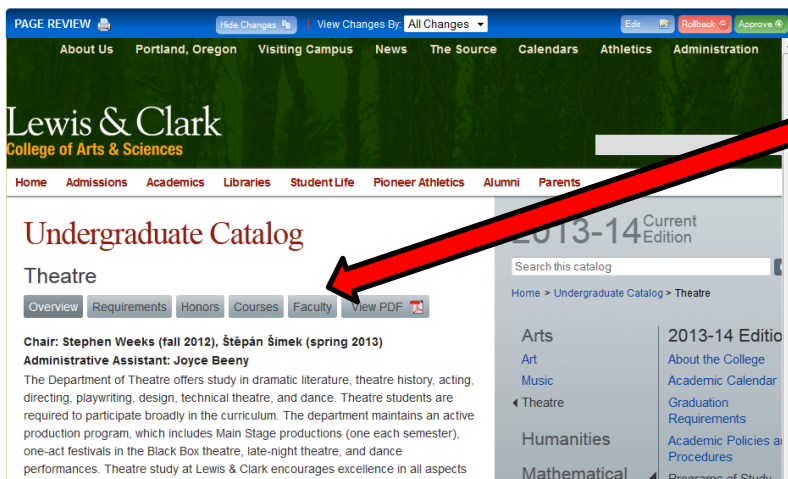 PAGE REVIEW Hide Changes View Changes By: All Changes Edit Rollback Approve
About Us Portland, Oregon Visiting Campus News The Source Calendars Athletics Administration
Lewis & Clark
College of Arts & Sciences
Home Admissions Academics Libraries Student Life Pioneer Athletics Alumni Parents
Undergraduate Catalog
Theatre
Overview Requirements Honors Courses Faculty View PDF
Chair: Stephen Weeks (fall 2012), Štěpán Šimek (spring 2013)
Administrative Assistant: Joyce Beeny
The Department of Theatre offers study in dramatic literature, theatre history, acting,
directing, playwriting, design, technical theatre, and dance. Theatre students are
required to participate broadly in the curriculum. The department maintains an active
production program, which includes Main Stage productions (one each semester),
one-act festivals in the Black Box theatre, late-night theatre, and dance
performances. Theatre study at Lewis & Clark encourages excellence in all aspects
2013-14 Current Edition
Search this catalog
Home > Undergraduate Catalog > Theatre
Arts
Art
Music
Theatre
Humanities
Mathematical
2013-14 Editio
About the College
Academic Calendar
Graduation
Requirements
Academic Policies a
Procedures
Programs of Study